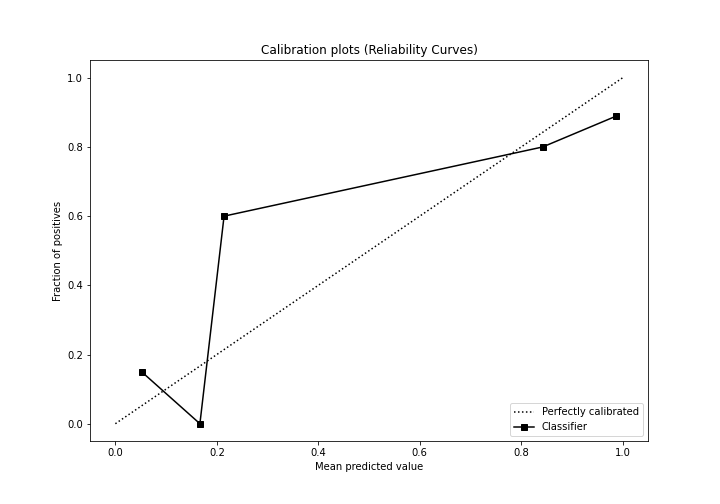 Calibration plots (Reliability Curves)
Fraction of positives
1.0
0.8
0.6
0.4
0.2
0.0
0.0 0.2 0.4 0.6 0.8 1.0
Mean predicted value
Perfectly calibrated
Classifier